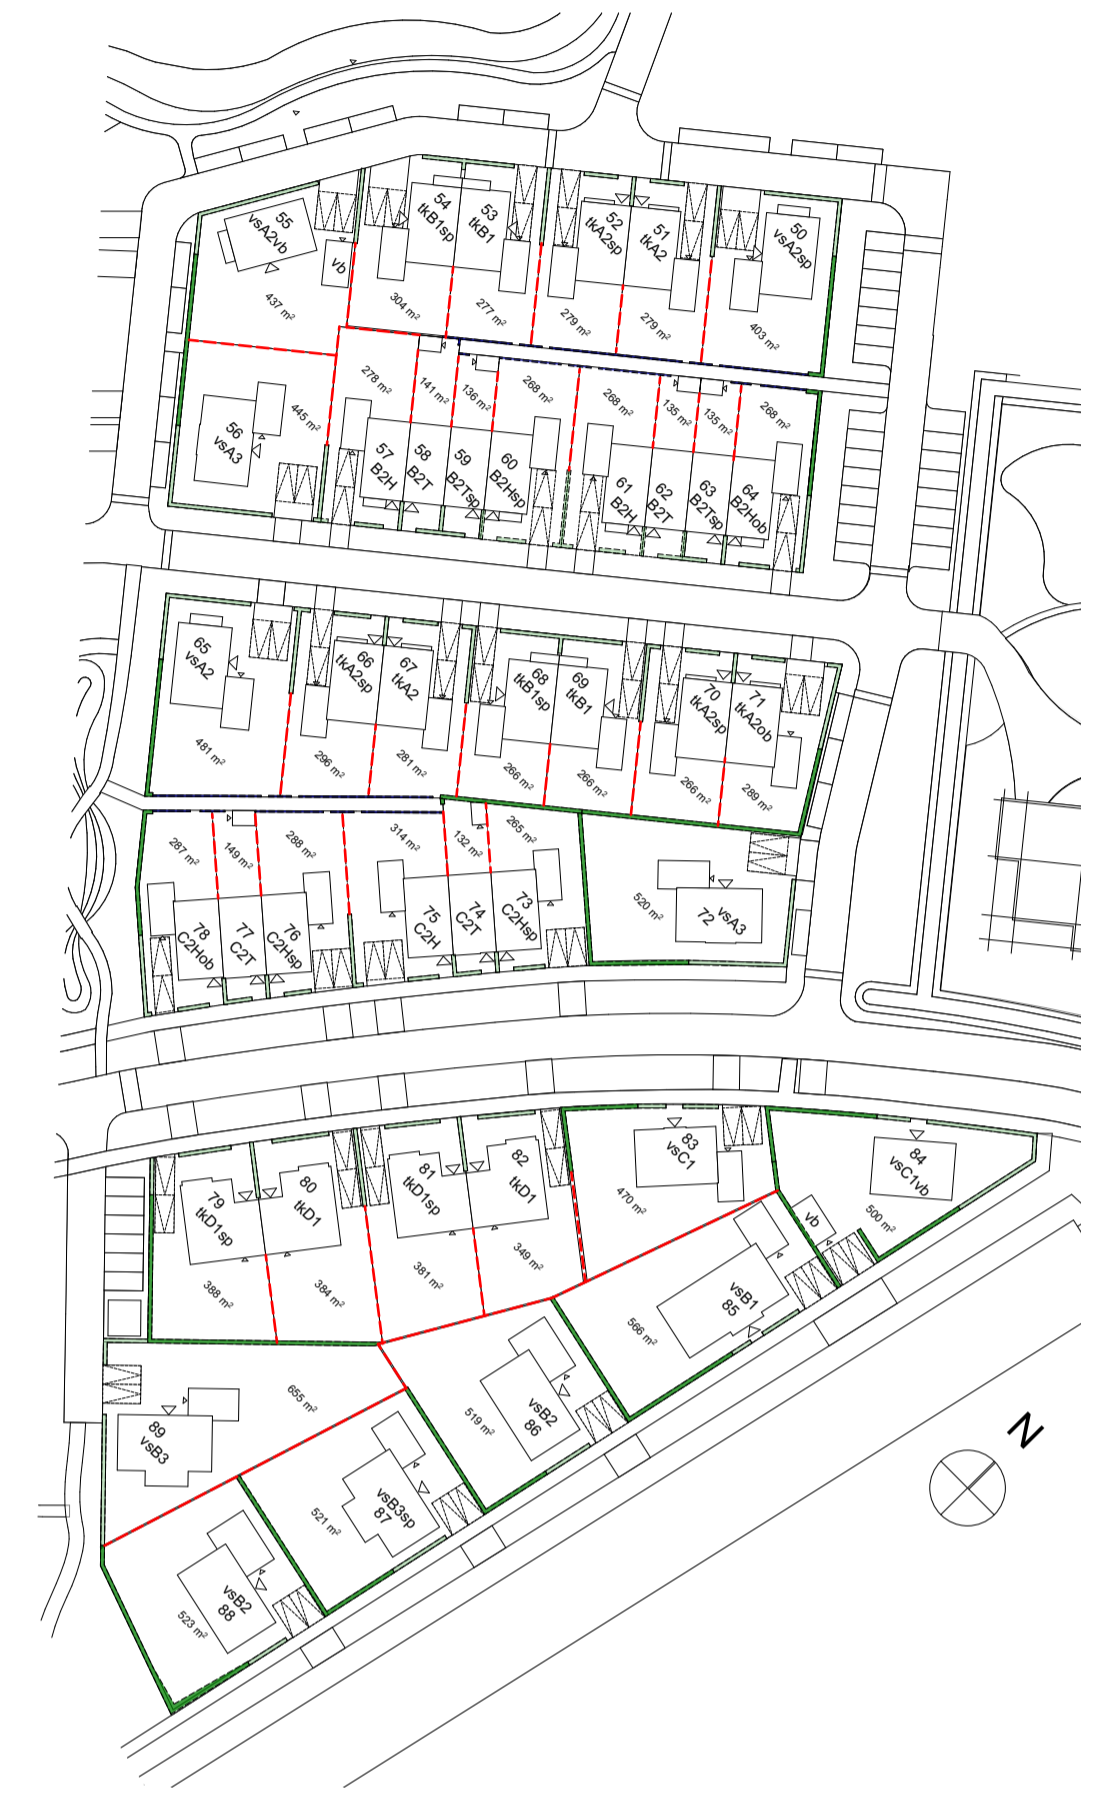 54
tkB1sp
53
tkB1
52
tkA2sp
51
tkA2
50
vsA2sp
55
vsA2vb
vb
437 m²
304 m²
277 m²
279 m²
279 m²
403 m²
56
vsA3
445 m²
278 m²
141 m²
136 m²
268 m²
268 m²
135 m²
135 m²
268 m²
57
B2H
58
B2T
59
B2Tsp
60
B2Hsp
61
B2H
62
B2T
63
B2Tsp
64
B2Hob
65
vsA2
66
tkA2sp
67
tkA2
68
tkB1sp
69
tkB1
70
tkA2sp
71
tkA2ob
481 m²
296 m²
281 m²
266 m²
266 m²
266 m²
289 m²
287 m²
149 m²
288 m²
314 m²
132 m²
265 m²
520 m²
78
C2Hob
77
C2T
76
C2Hsp
75
C2H
74
C2T
73
C2Hsp
vsA3
72
79
tkD1sp
80
tkD1
81
tkD1sp
82
tkD1
83
vsC1
84
vsC1vb
388 m²
384 m²
381 m²
349 m²
470 m²
500 m²
vb
vsB1
85
566 m²
655 m²
89
vsB3
519 m²
vsB2
86
521 m²
vsB3sp
87
523 m²
vsB2
88
N